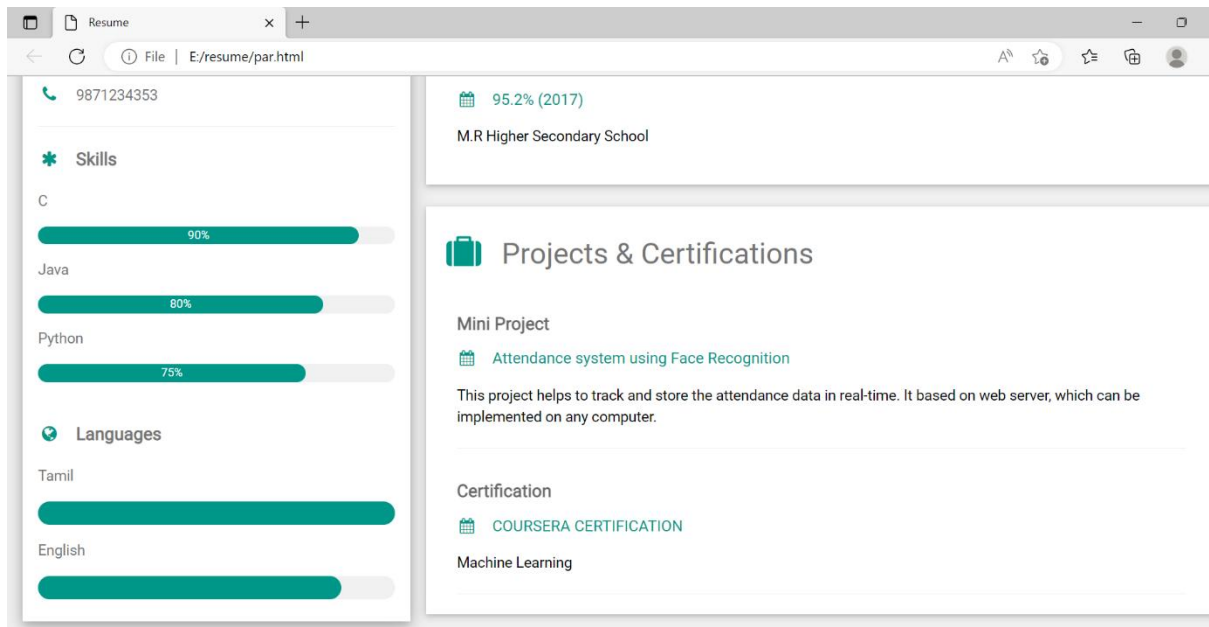 Resume
File | E:/resume/par.html
9871234353
Skills
C
90%
Java
80%
Python
75%
Languages
Tamil
English
95.2% (2017)
M.R Higher Secondary School
Projects & Certifications
Mini Project
Attendance system using Face Recognition
This project helps to track and store the attendance data in real-time. It based on web server, which can be
implemented on any computer.
Certification
COURSERA CERTIFICATION
Machine Learning